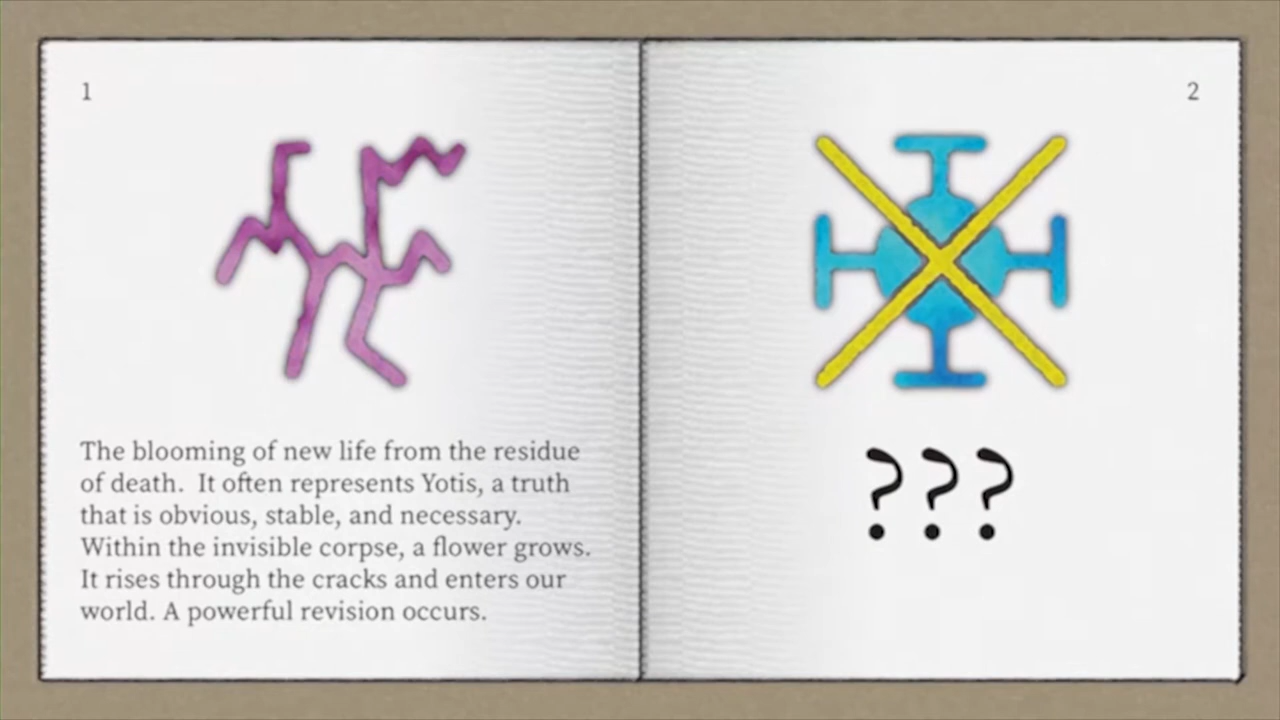 1
The blooming of new life from the residue
of death.  It often represents Yotis, a truth
that is obvious, stable, and necessary.
Within the invisible corpse, a flower grows.
It rises through the cracks and enters our
world. A powerful revision occurs.
2
???